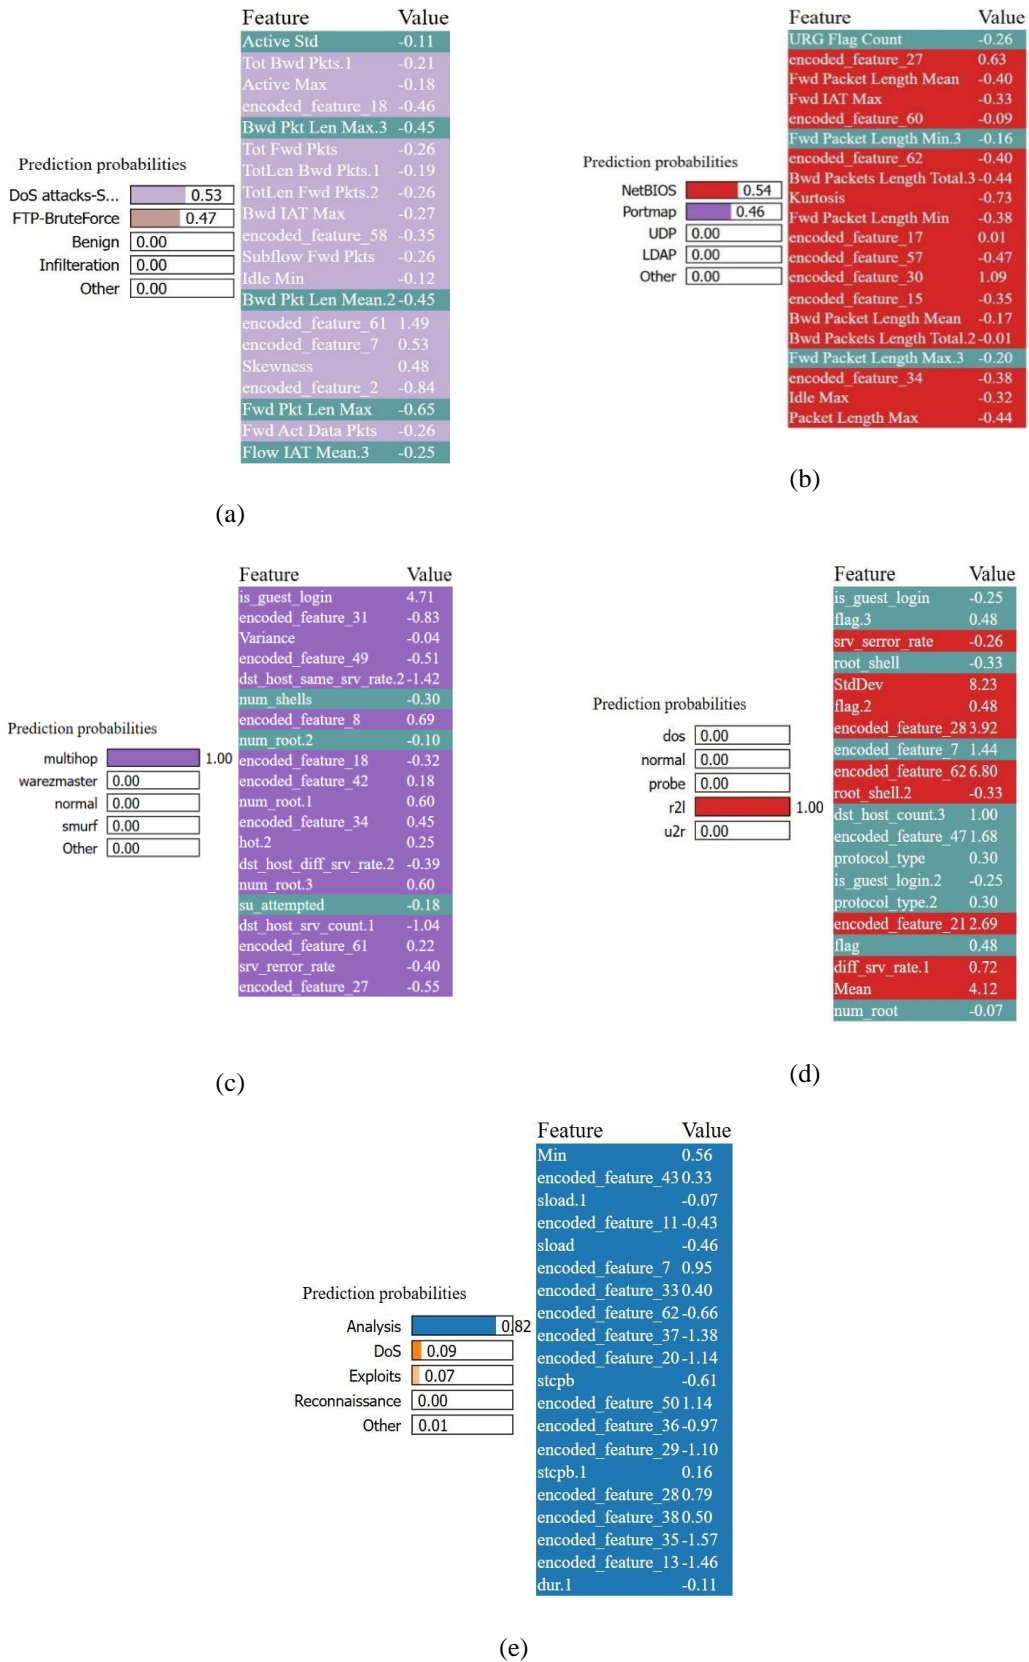 Feature Value
Active Std -0.11
Tot Bwd Pkts.1 -0.21
Active Max -0.18
encoded_feature_18 -0.46
Bwd Pkt Len Max.3 -0.45
Tot Fwd Pkts -0.26
TotLen Bwd Pkts.1 -0.19
TotLen Fwd Pkts.2 -0.26
Bwd IAT Max -0.27
encoded_feature_58 -0.35
Subflow Fwd Pkts -0.26
Idle Min -0.12
Bwd Pkt Len Mean.2 -0.45
encoded_feature_61 1.49
encoded_feature_7 0.53
Skewness 0.48
encoded_feature_2 -0.84
Fwd Pkt Len Max -0.65
Fwd Act Data Pkts -0.26
Flow IAT Mean.3 -0.25
Prediction probabilities
DoS attacks-S... 0.53
FTP-BruteForce 0.47
Benign 0.00
Infilteration 0.00
Other 0.00
(a)
Feature Value
URG Flag Count -0.26
encoded_feature_27 0.63
Fwd Packet Length Mean -0.40
Fwd IAT Max -0.33
encoded_feature_60 -0.09
Fwd Packet Length Min.3 -0.16
encoded_feature_62 -0.40
Bwd Packets Length Total.3 -0.44
Kurtosis -0.73
Fwd Packet Length Min -0.38
encoded_feature_17 0.01
encoded_feature_57 -0.47
encoded_feature_30 1.09
encoded_feature_15 -0.35
Bwd Packet Length Mean -0.17
Bwd Packets Length Total.2 -0.01
Fwd Packet Length Max.3 -0.20
encoded_feature_34 -0.38
Idle Max -0.32
Packet Length Max -0.44
Prediction probabilities
NetBIOS 0.54
Portmap 0.46
UDP 0.00
LDAP 0.00
Other 0.00
(b)
Feature Value
is_guest_login 4.71
encoded_feature_31 -0.83
Variance -0.04
encoded_feature_49 -0.51
dst_host_same_srv_rate.2 -1.42
num_shells -0.30
encoded_feature_8 0.69
num_root.2 -0.10
encoded_feature_18 -0.32
encoded_feature_42 0.18
num_root.1 0.60
encoded_feature_34 0.45
hot.2 0.25
dst_host_diff_srv_rate.2 -0.39
num_root.3 0.60
su_attempted -0.18
dst_host_srv_count.1 -1.04
encoded_feature_61 0.22
srv_rerror_rate -0.40
encoded_feature_27 -0.55
Prediction probabilities
multihop 1.00
warezmaster 0.00
normal 0.00
smurf 0.00
Other 0.00
(c)
Feature Value
is_guest_login -0.25
flag.3 0.48
srv_serror_rate -0.26
root_shell -0.33
StdDev 8.23
flag.2 0.48
encoded_feature_28 3.92
encoded_feature_7 1.44
encoded_feature_62 6.80
root_shell.2 -0.33
dst_host_count.3 1.00
encoded_feature_47 1.68
protocol_type 0.30
is_guest_login.2 -0.25
protocol_type.2 0.30
encoded_feature_21 2.69
flag 0.48
diff_srv_rate.1 0.72
Mean 4.12
num_root -0.07
Prediction probabilities
dos 0.00
normal 0.00
probe 0.00
r2l 1.00
u2r 0.00
(d)
Feature Value
Min 0.56
encoded_feature_43 0.33
sload.1 -0.07
encoded_feature_11 -0.43
sload -0.46
encoded_feature_7 0.95
encoded_feature_33 0.40
encoded_feature_62 -0.66
encoded_feature_37 -1.38
encoded_feature_20 -1.14
stcpb -0.61
encoded_feature_50 1.14
encoded_feature_36 -0.97
encoded_feature_29 -1.10
stcpb.1 0.16
encoded_feature_28 0.79
encoded_feature_38 0.50
encoded_feature_35 -1.57
encoded_feature_13 -1.46
dur.1 -0.11
Prediction probabilities
Analysis 0.82
DoS 0.09
Exploits 0.07
Reconnaissance 0.00
Other 0.01
(e)